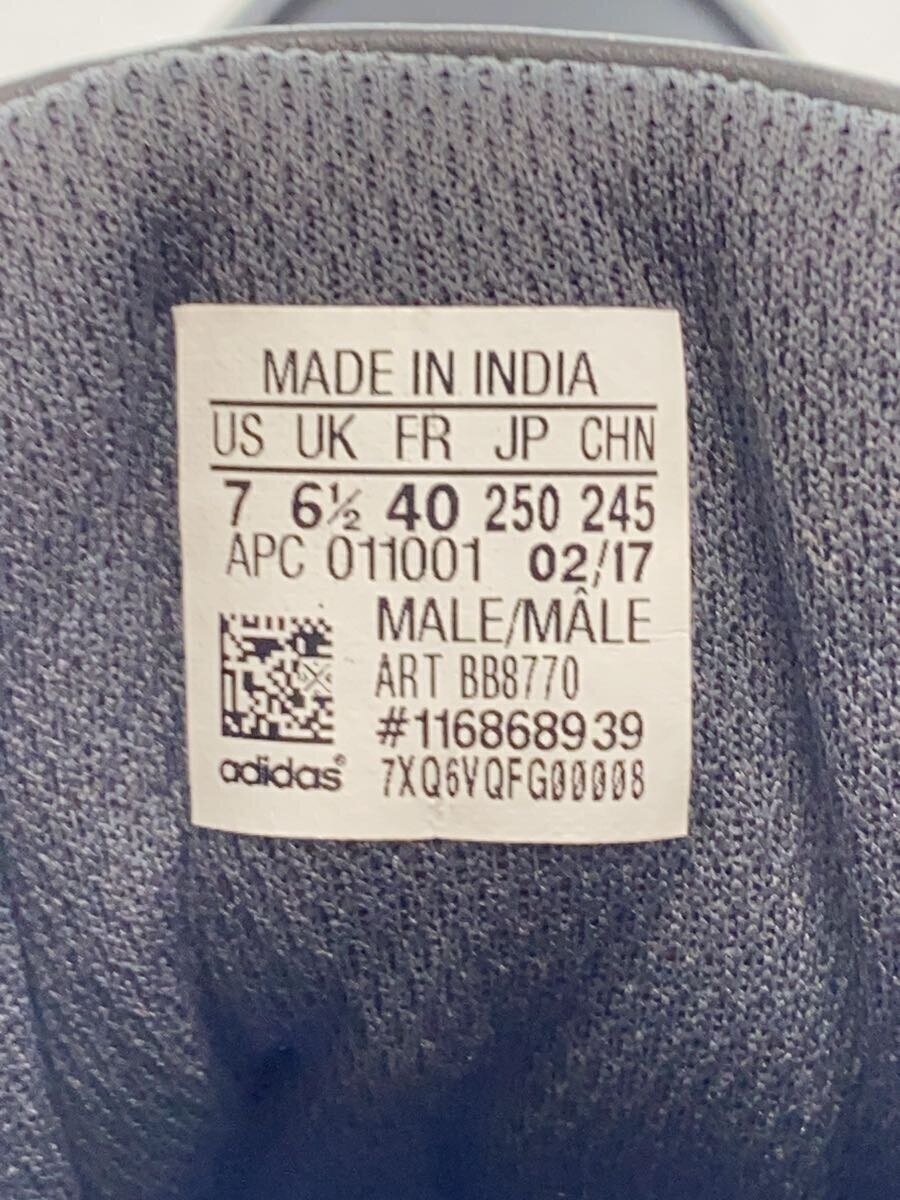 MADE IN INDIA
US UK FR JP CHN
7 6½ 40 250 245
APC 011001 02/17
MALE/MÂLE
ART BB8770
#116868939
adidas® 7XQ6VQFG00008